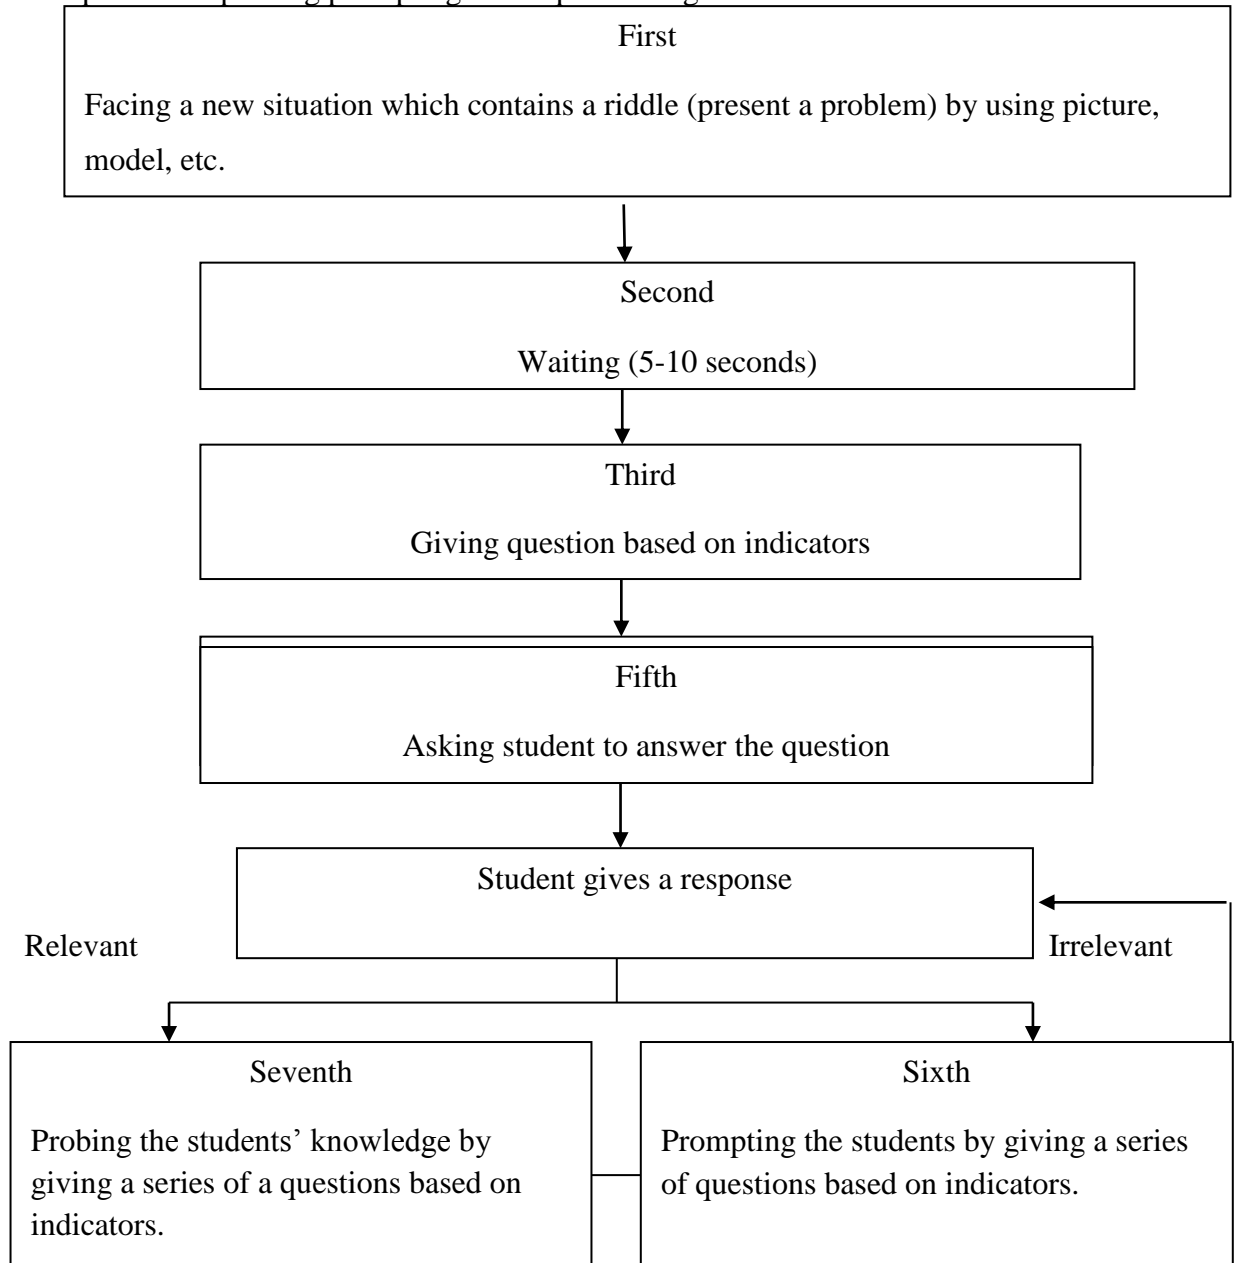 First
Facing a new situation which contains a riddle (present a problem) by using picture,
model, etc.
Second
Waiting (5-10 seconds)
Third
Giving question based on indicators
Fifth
Asking student to answer the question
Student gives a response
Relevant
Irrelevant
Seventh
Probing the students’ knowledge by
giving a series of a questions based on
indicators.
Sixth
Prompting the students by giving a series
of questions based on indicators.